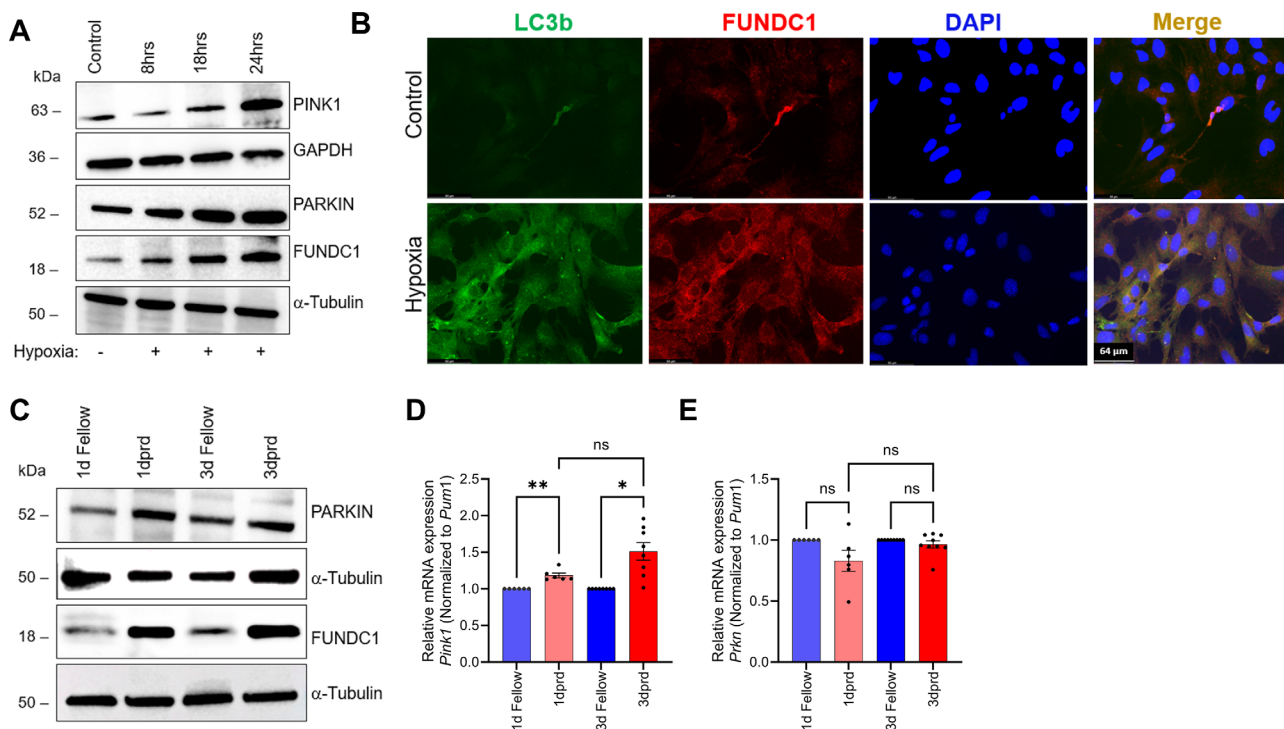 A
kDa
Control
8hrs
18hrs
24hrs
63 –
PINK1
36 –
GAPDH
52 –
PARKIN
18 –
FUNDC1
50 –
α-Tubulin
Hypoxia: - + + +
B
LC3b FUNDC1 DAPI Merge
Control
Hypoxia
64 µm
C
kDa
1d Fellow
1dprd
3d Fellow
3dprd
52 –
PARKIN
50 –
α-Tubulin
18 –
FUNDC1
50 –
α-Tubulin
D
Relative mRNA expression
Pink1 (Normalized to Pum1)
2.5
2.0
1.5
1.0
0.5
0.0
ns
** *
1d Fellow
1dprd
3d Fellow
3dprd
E
Relative mRNA expression
Prkn (Normalized to Pum1)
1.5
1.0
0.5
0.0
ns
ns ns
1d Fellow
1dprd
3d Fellow
3dprd